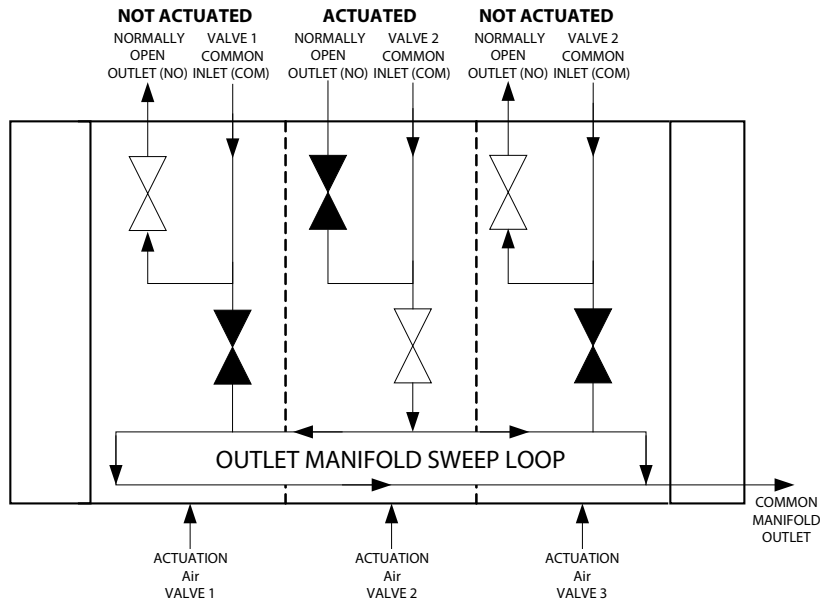 NOT ACTUATED
NORMALLY
OPEN
OUTLET (NO)
VALVE 1
COMMON
INLET (COM)
ACTUATED
NORMALLY
OPEN
OUTLET (NO)
VALVE 2
COMMON
INLET (COM)
NOT ACTUATED
NORMALLY
OPEN
OUTLET (NO)
VALVE 2
COMMON
INLET (COM)
OUTLET MANIFOLD SWEEP LOOP
COMMON
MANIFOLD
OUTLET
ACTUATION
Air
VALVE 1
ACTUATION
Air
VALVE 2
ACTUATION
Air
VALVE 3